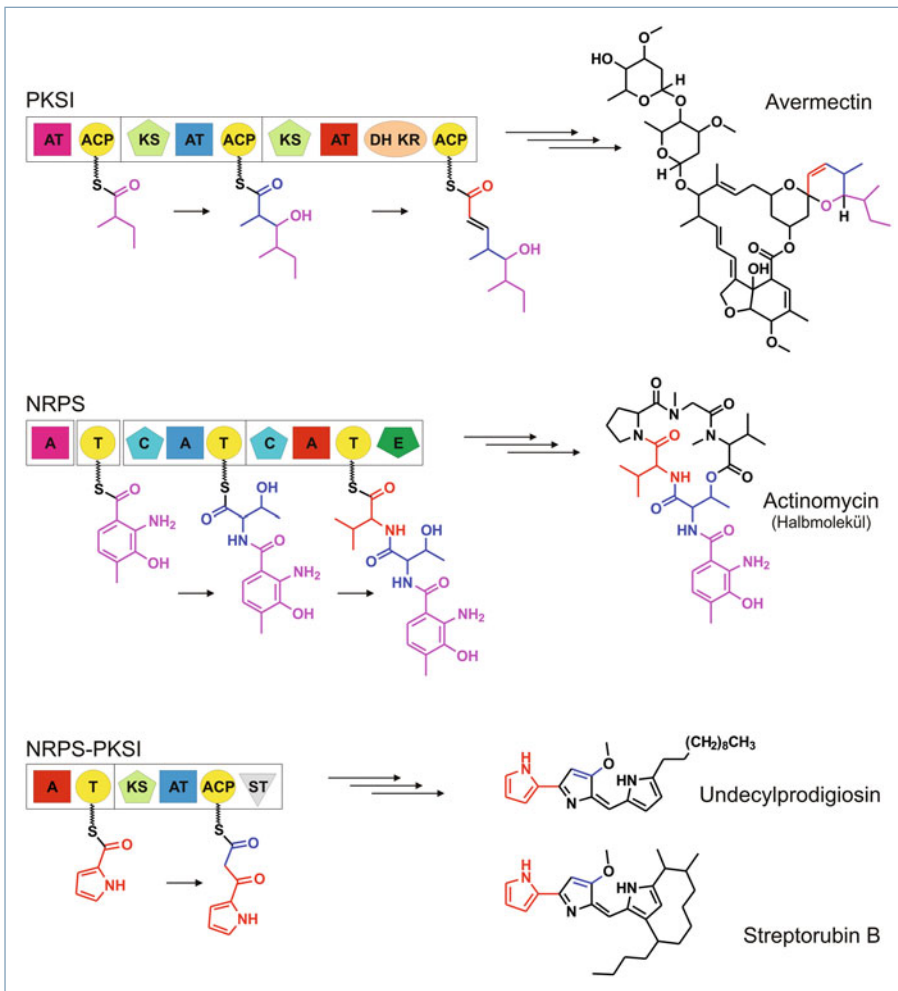 PKSI
AT ACP KS AT ACP KS AT DH KR ACP
S S S
O O O
OH
OH
Avermectin
O
HO
O H
O
O
O
O H
O
O
O
O H
O
O
OH
O
O
NRPS
A T C A T C A T E
S S S
O
NH2
OH
OH
O
HN
O
NH2
OH
O
NH
OH
O
HN
O
NH2
OH
Actinomycin
(Halbmolekül)
O
N
O
N
O
N
O
O
NH
O
O
HN
O
NH2
OH
NRPS-PKSI
A T KS AT ACP ST
S S
O
NH
O
O
NH
(CH2)8CH3
H
N
O
HN
N
Undecylprodigiosin
H
N
O
HN
N
Streptorubin B